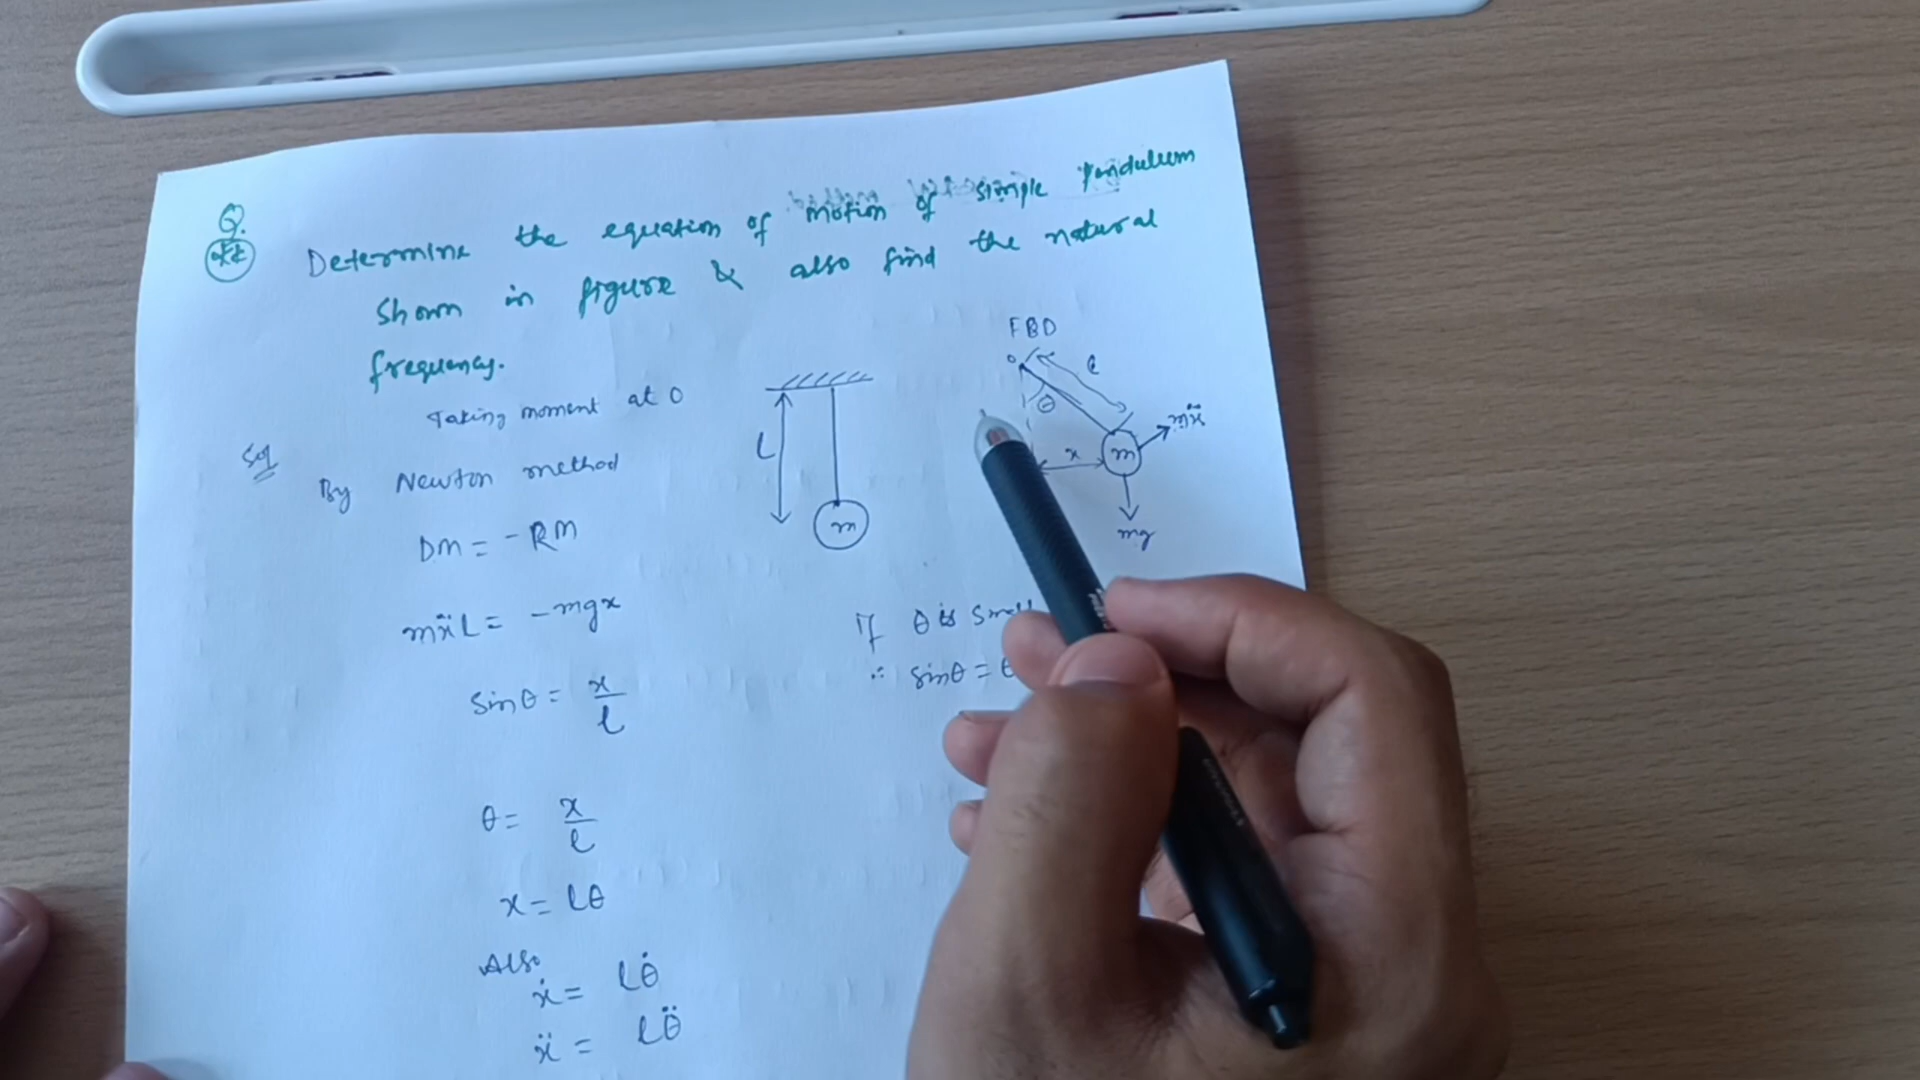 Q.
Determine the equation of motion of simple pendulum
shown in figure & also find the natural
frequency.
Taking moment at O
Sol
By Newton method
DM = - RM
mẍL = - mgx
sinθ = x/l
θ = x/l
x = lθ
Also
ẋ = lθ̇
ẍ = lθ̈
L
m
FBD
O
l
θ
x
m
mẍ
mg
If θ is
∴ sinθ =